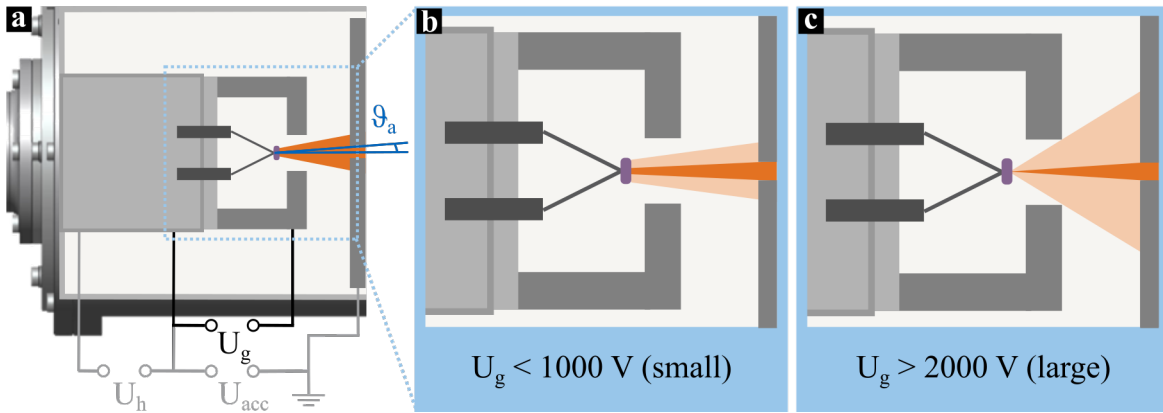 a
ϑa
Ug
Uh
Uacc
b
Ug < 1000 V (small)
c
Ug > 2000 V (large)